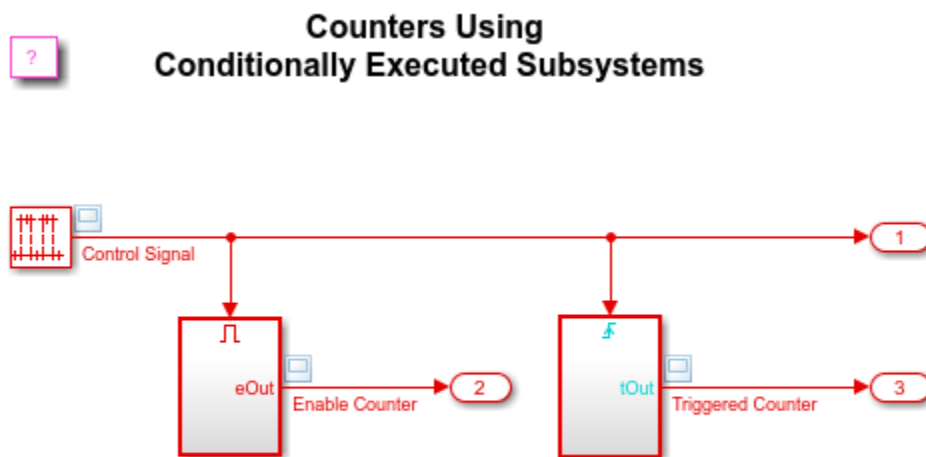 Counters Using
Conditionally Executed Subsystems
?
Control Signal
1
eOut
Enable Counter
2
tOut
Triggered Counter
3